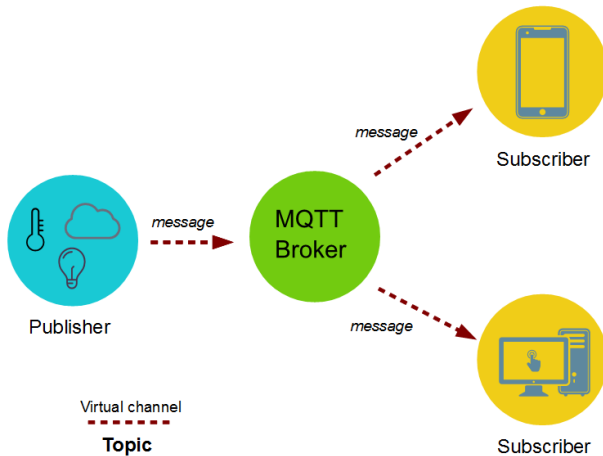 message
Subscriber
message
MQTT
Broker
Publisher
message
Virtual channel
Topic
Subscriber